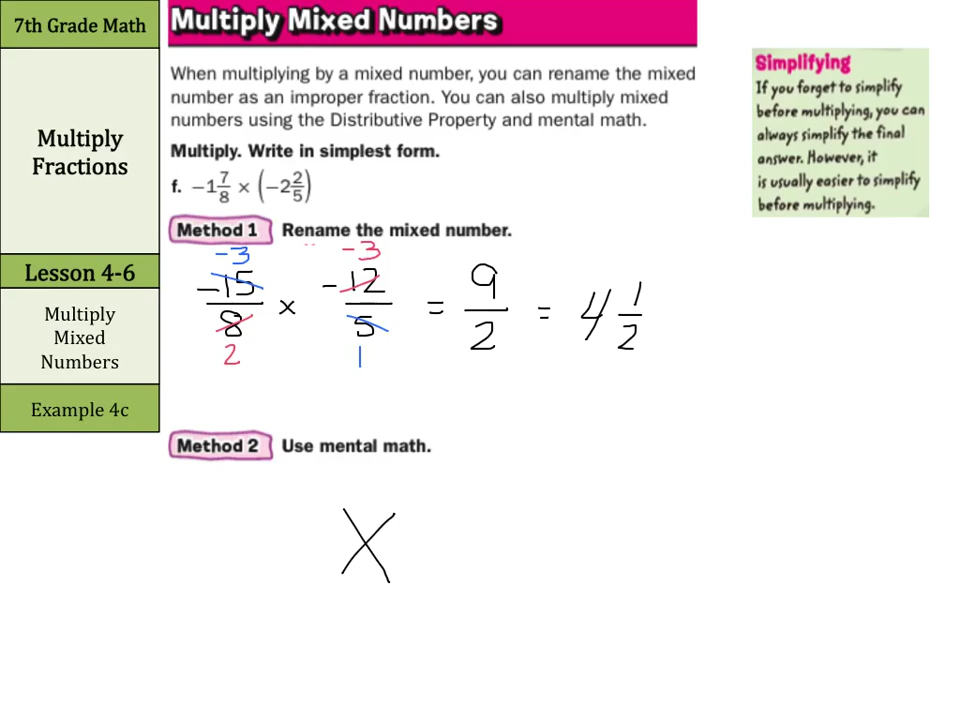 7th Grade Math
Multiply Mixed Numbers
Multiply
Fractions
When multiplying by a mixed number, you can rename the mixed
number as an improper fraction. You can also multiply mixed
numbers using the Distributive Property and mental math.
Multiply. Write in simplest form.
f. −1 7/8 × (−2 2/5)
Simplifying
If you forget to simplify
before multiplying, you can
always simplify the final
answer. However, it
is usually easier to simplify
before multiplying.
Method 1 Rename the mixed number.
Lesson 4-6
Multiply
Mixed
Numbers
Example 4c
-3 -3
-15/8 × -12/5 = 9/2 = 4 1/2
2 1
Method 2 Use mental math.
X